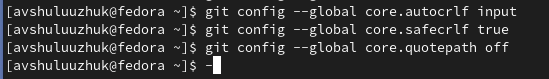 [avshuluuzhuk@fedora ~]$ git config --global core.autocrlf input
[avshuluuzhuk@fedora ~]$ git config --global core.safecrlf true
[avshuluuzhuk@fedora ~]$ git config --global core.quotepath off
[avshuluuzhuk@fedora ~]$ -